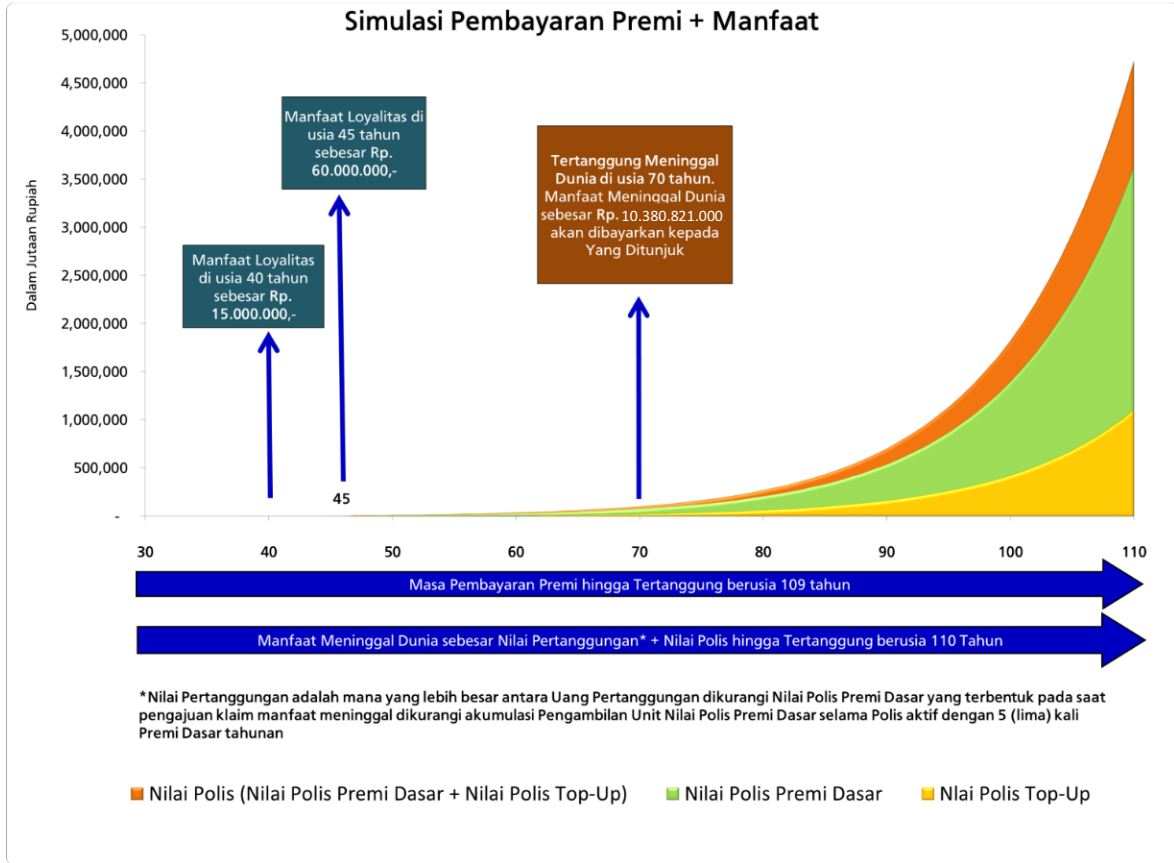 Simulasi Pembayaran Premi + Manfaat
Dalam Jutaan Rupiah
5,000,000
4,500,000
4,000,000
3,500,000
3,000,000
2,500,000
2,000,000
1,500,000
1,000,000
500,000
-
Manfaat Loyalitas
di usia 40 tahun
sebesar Rp.
15.000.000,-
Manfaat Loyalitas di
usia 45 tahun
sebesar Rp.
60.000.000,-
Tertanggung Meninggal
Dunia di usia 70 tahun.
Manfaat Meninggal Dunia
sebesar Rp. 10.380.821.000
akan dibayarkan kepada
Yang Ditunjuk
45
30 40 50 60 70 80 90 100 110
Masa Pembayaran Premi hingga Tertanggung berusia 109 tahun
Manfaat Meninggal Dunia sebesar Nilai Pertanggungan* + Nilai Polis hingga Tertanggung berusia 110 Tahun
*Nilai Pertanggungan adalah mana yang lebih besar antara Uang Pertanggungan dikurangi Nilai Polis Premi Dasar yang terbentuk pada saat
pengajuan klaim manfaat meninggal dikurangi akumulasi Pengambilan Unit Nilai Polis Premi Dasar selama Polis aktif dengan 5 (lima) kali
Premi Dasar tahunan
Nilai Polis (Nilai Polis Premi Dasar + Nilai Polis Top-Up)
Nilai Polis Premi Dasar
Nlai Polis Top-Up